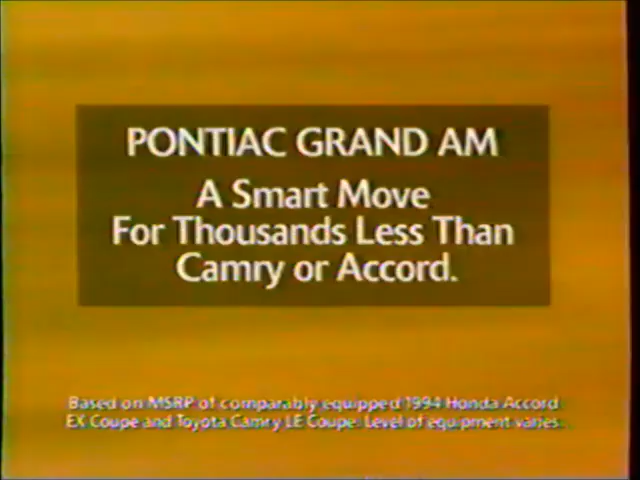 PONTIAC GRAND AM
A Smart Move
For Thousands Less Than
Camry or Accord.
Based on MSRP of comparably equipped 1994 Honda Accord
EX Coupe and Toyota Camry LE Coupe. Level of equipment varies.